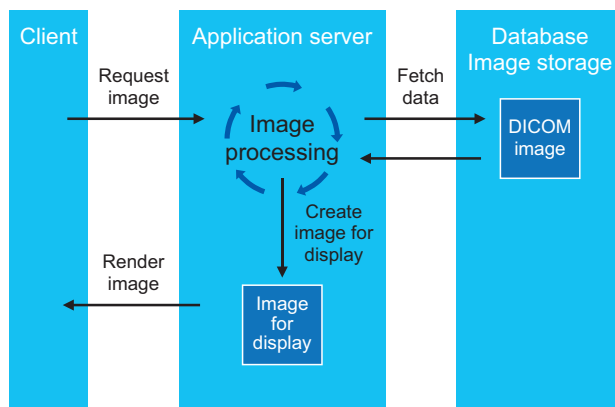 Client
Application server
Database
Image storage
Request
image
Fetch
data
Image
processing
DICOM
image
Create
image for
display
Render
image
Image
for
display